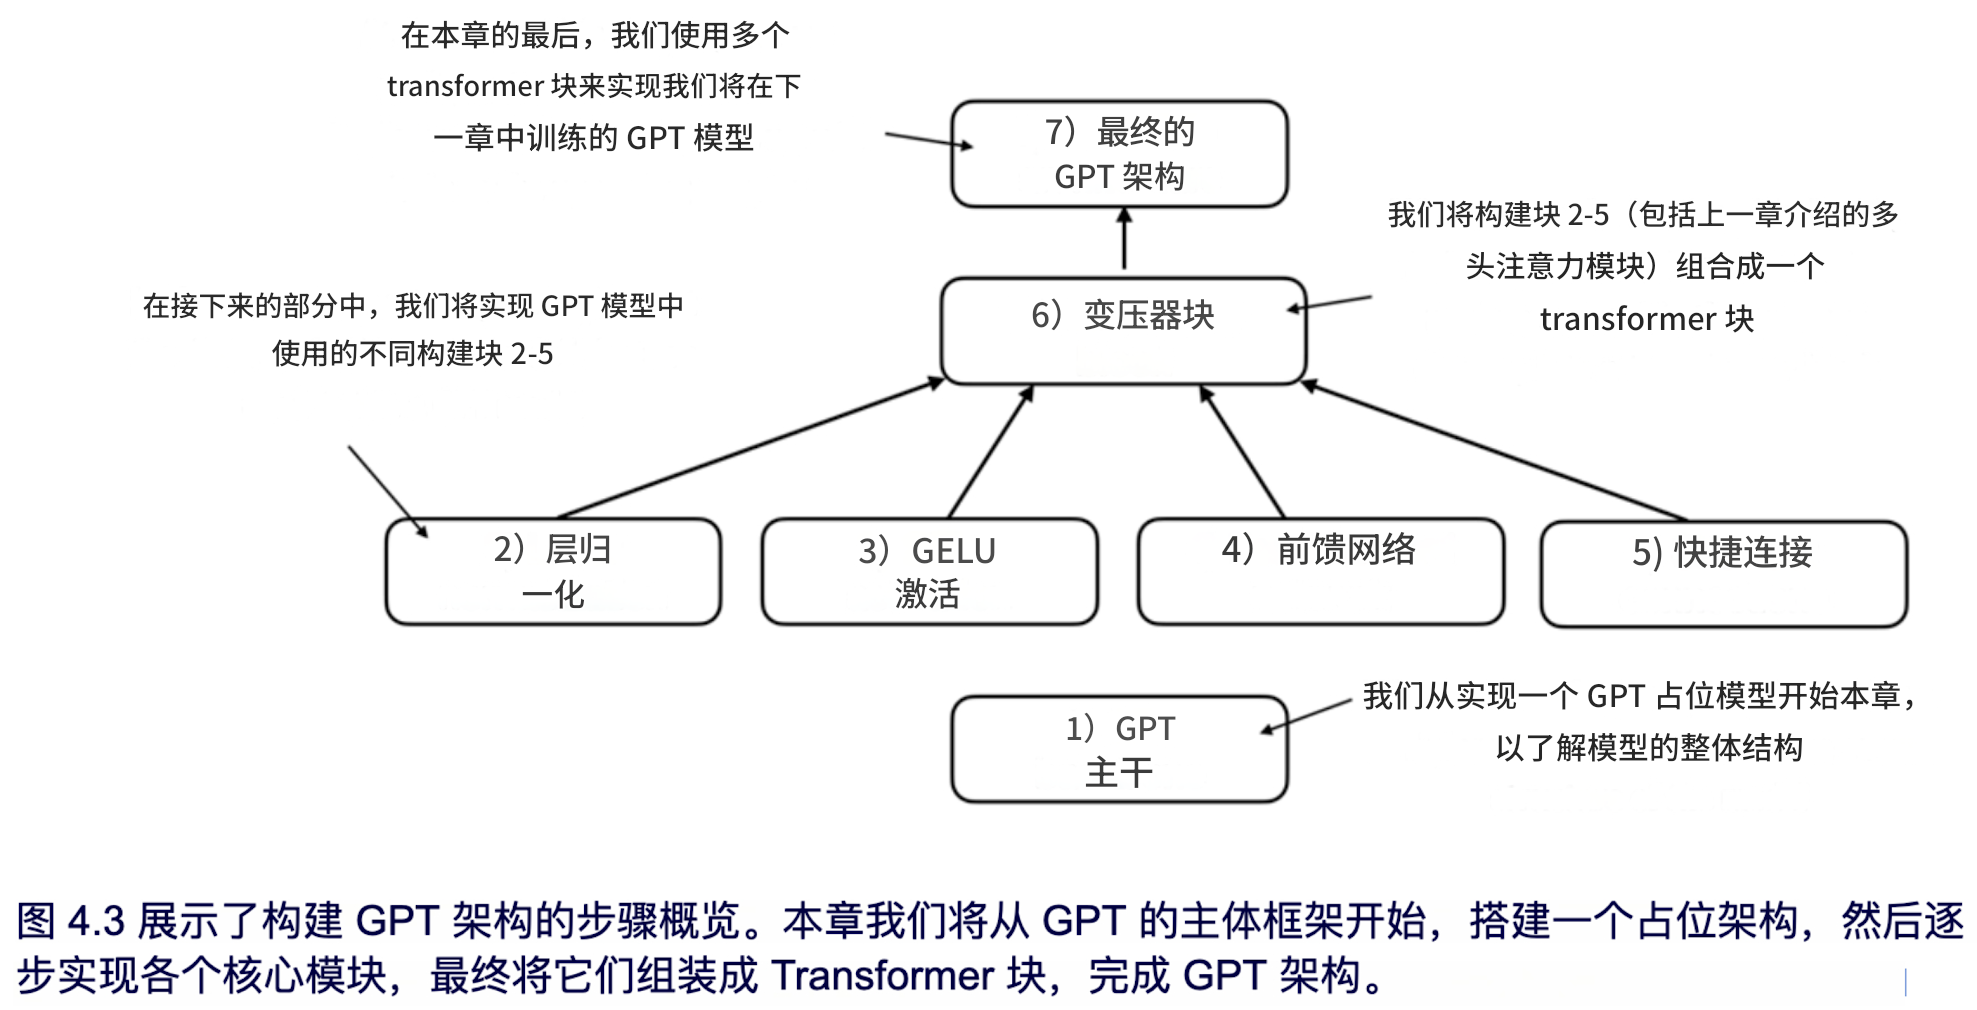 在本章的最后，我们使用多个
transformer 块来实现我们将在下
一章中训练的 GPT 模型
7）最终的
GPT 架构
我们将构建块 2-5（包括上一章介绍的多
头注意力模块）组合成一个
transformer 块
6）变压器块
在接下来的部分中，我们将实现 GPT 模型中
使用的不同构建块 2-5
2）层归
一化
3）GELU
激活
4）前馈网络
5) 快捷连接
1）GPT
主干
我们从实现一个 GPT 占位模型开始本章，
以了解模型的整体结构
图 4.3 展示了构建 GPT 架构的步骤概览。本章我们将从 GPT 的主体框架开始，搭建一个占位架构，然后逐
步实现各个核心模块，最终将它们组装成 Transformer 块，完成 GPT 架构。